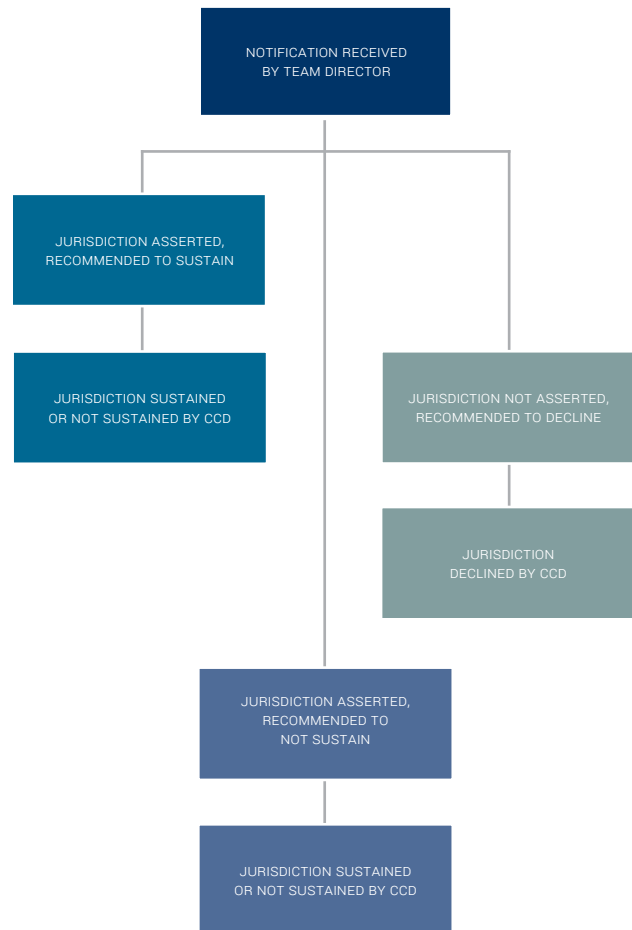 NOTIFICATION RECEIVED
BY TEAM DIRECTOR
JURISDICTION ASSERTED,
RECOMMENDED TO SUSTAIN
JURISDICTION SUSTAINED
OR NOT SUSTAINED BY CCD
JURISDICTION NOT ASSERTED,
RECOMMENDED TO DECLINE
JURISDICTION
DECLINED BY CCD
JURISDICTION ASSERTED,
RECOMMENDED TO
NOT SUSTAIN
JURISDICTION SUSTAINED
OR NOT SUSTAINED BY CCD